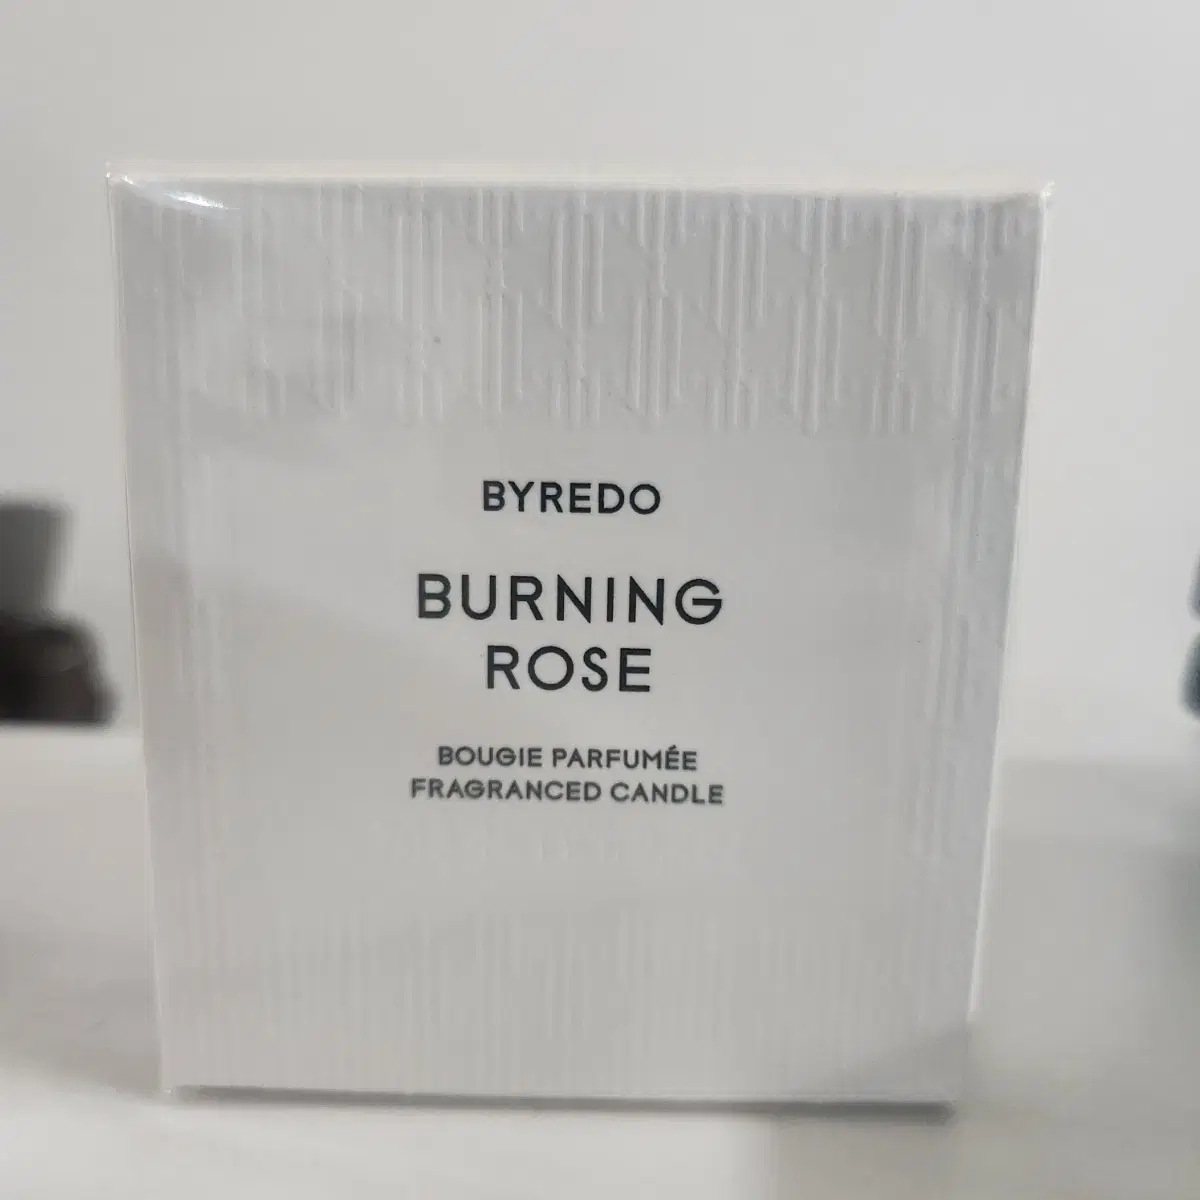 BYREDO
BURNING
ROSE
BOUGIE PARFUMÉE
FRAGRANCED CANDLE